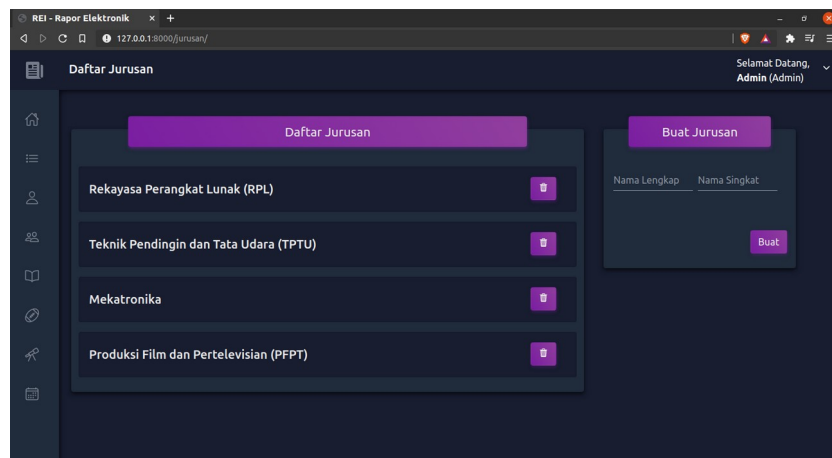 REI - Rapor Elektronik
127.0.0.1:8000/jurusan/
Daftar Jurusan
Selamat Datang,
Admin (Admin)
Daftar Jurusan
Rekayasa Perangkat Lunak (RPL)
Teknik Pendingin dan Tata Udara (TPTU)
Mekatronika
Produksi Film dan Pertelevisian (PFPT)
Buat Jurusan
Nama Lengkap Nama Singkat
Buat